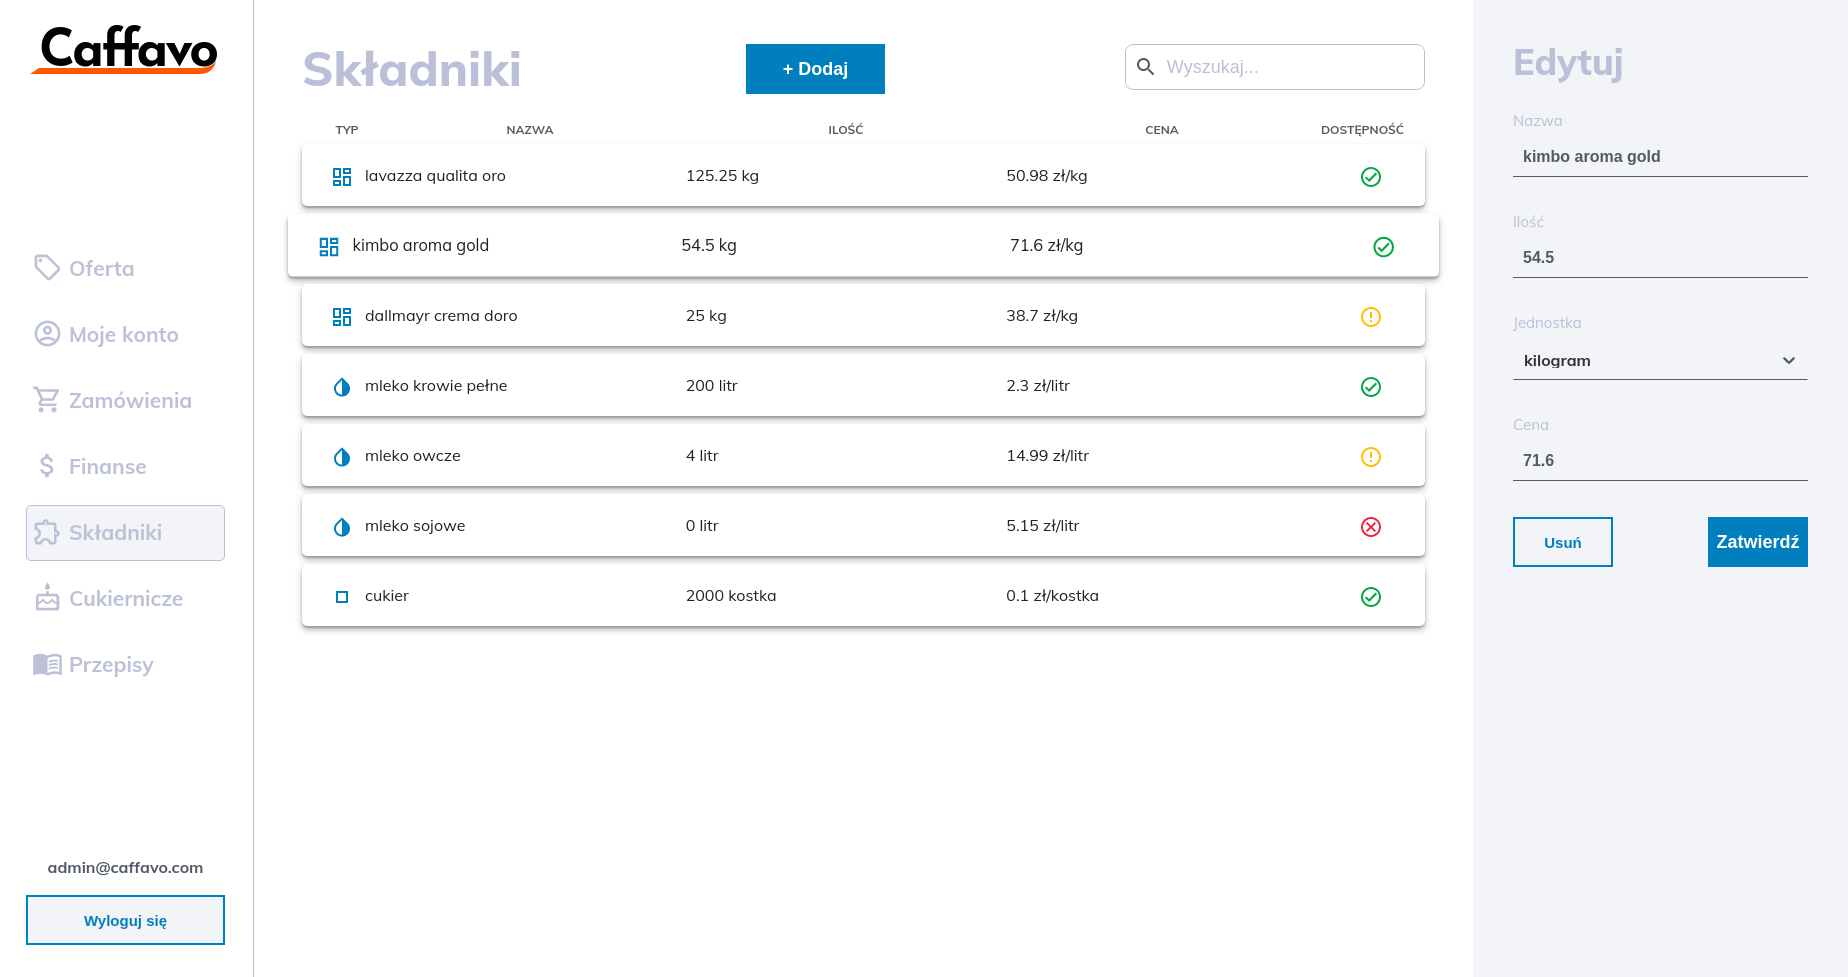 Caffavo
Oferta
Moje konto
Zamówienia
Finanse
Składniki
Cukiernicze
Przepisy
admin@caffavo.com
Wyloguj się
Składniki
+ Dodaj
Wyszukaj...
TYP NAZWA ILOŚĆ CENA DOSTĘPNOŚĆ
lavazza qualita oro 125.25 kg 50.98 zł/kg
kimbo aroma gold 54.5 kg 71.6 zł/kg
dallmayr crema doro 25 kg 38.7 zł/kg
mleko krowie pełne 200 litr 2.3 zł/litr
mleko owcze 4 litr 14.99 zł/litr
mleko sojowe 0 litr 5.15 zł/litr
cukier 2000 kostka 0.1 zł/kostka
Edytuj
Nazwa
kimbo aroma gold
Ilość
54.5
Jednostka
kilogram
Cena
71.6
Usuń Zatwierdź